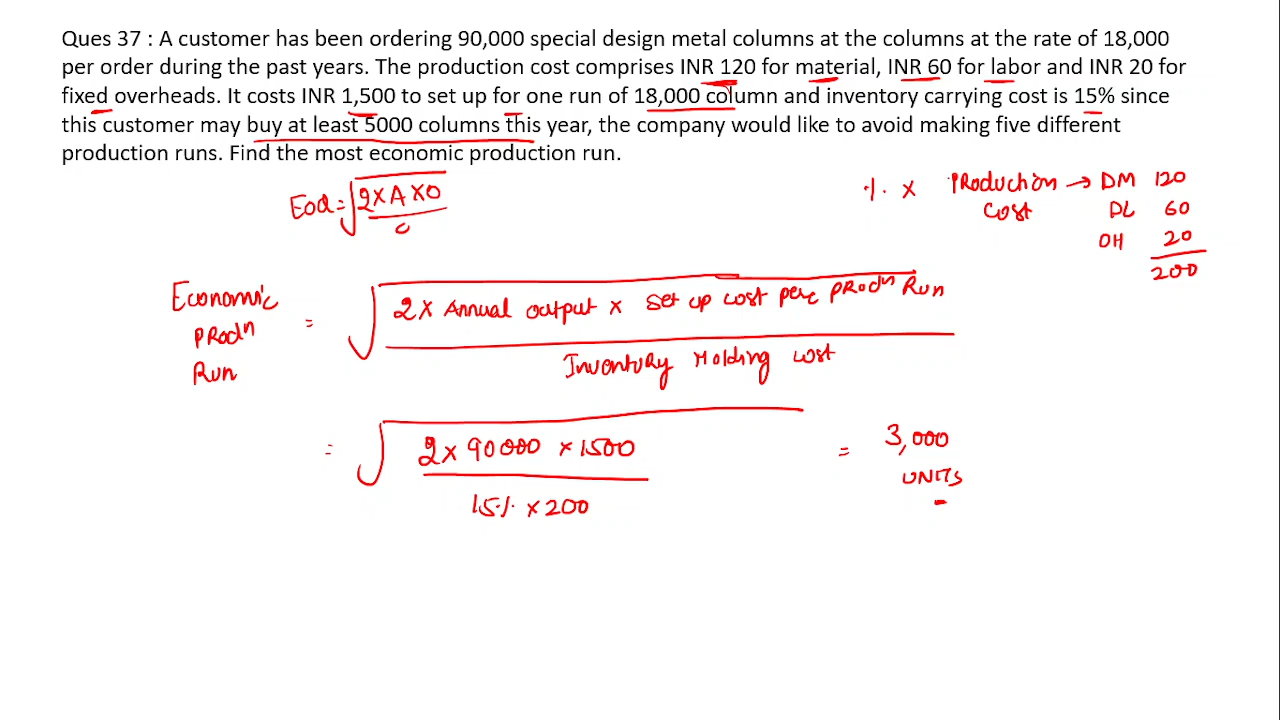 Ques 37 : A customer has been ordering 90,000 special design metal columns at the columns at the rate of 18,000
per order during the past years. The production cost comprises INR 120 for material, INR 60 for labor and INR 20 for
fixed overheads. It costs INR 1,500 to set up for one run of 18,000 column and inventory carrying cost is 15% since
this customer may buy at least 5000 columns this year, the company would like to avoid making five different
production runs. Find the most economic production run.
EOQ = √ 2 x A x O
C
% x Production → DM 120
Cost DL 60
OH 20
200
Economic
Prodn
Run
= √ 2 x Annual output x Set up cost per prodn Run
Inventory Holding cost
= √ 2 x 90000 x 1500
15% x 200
= 3,000
UNITS